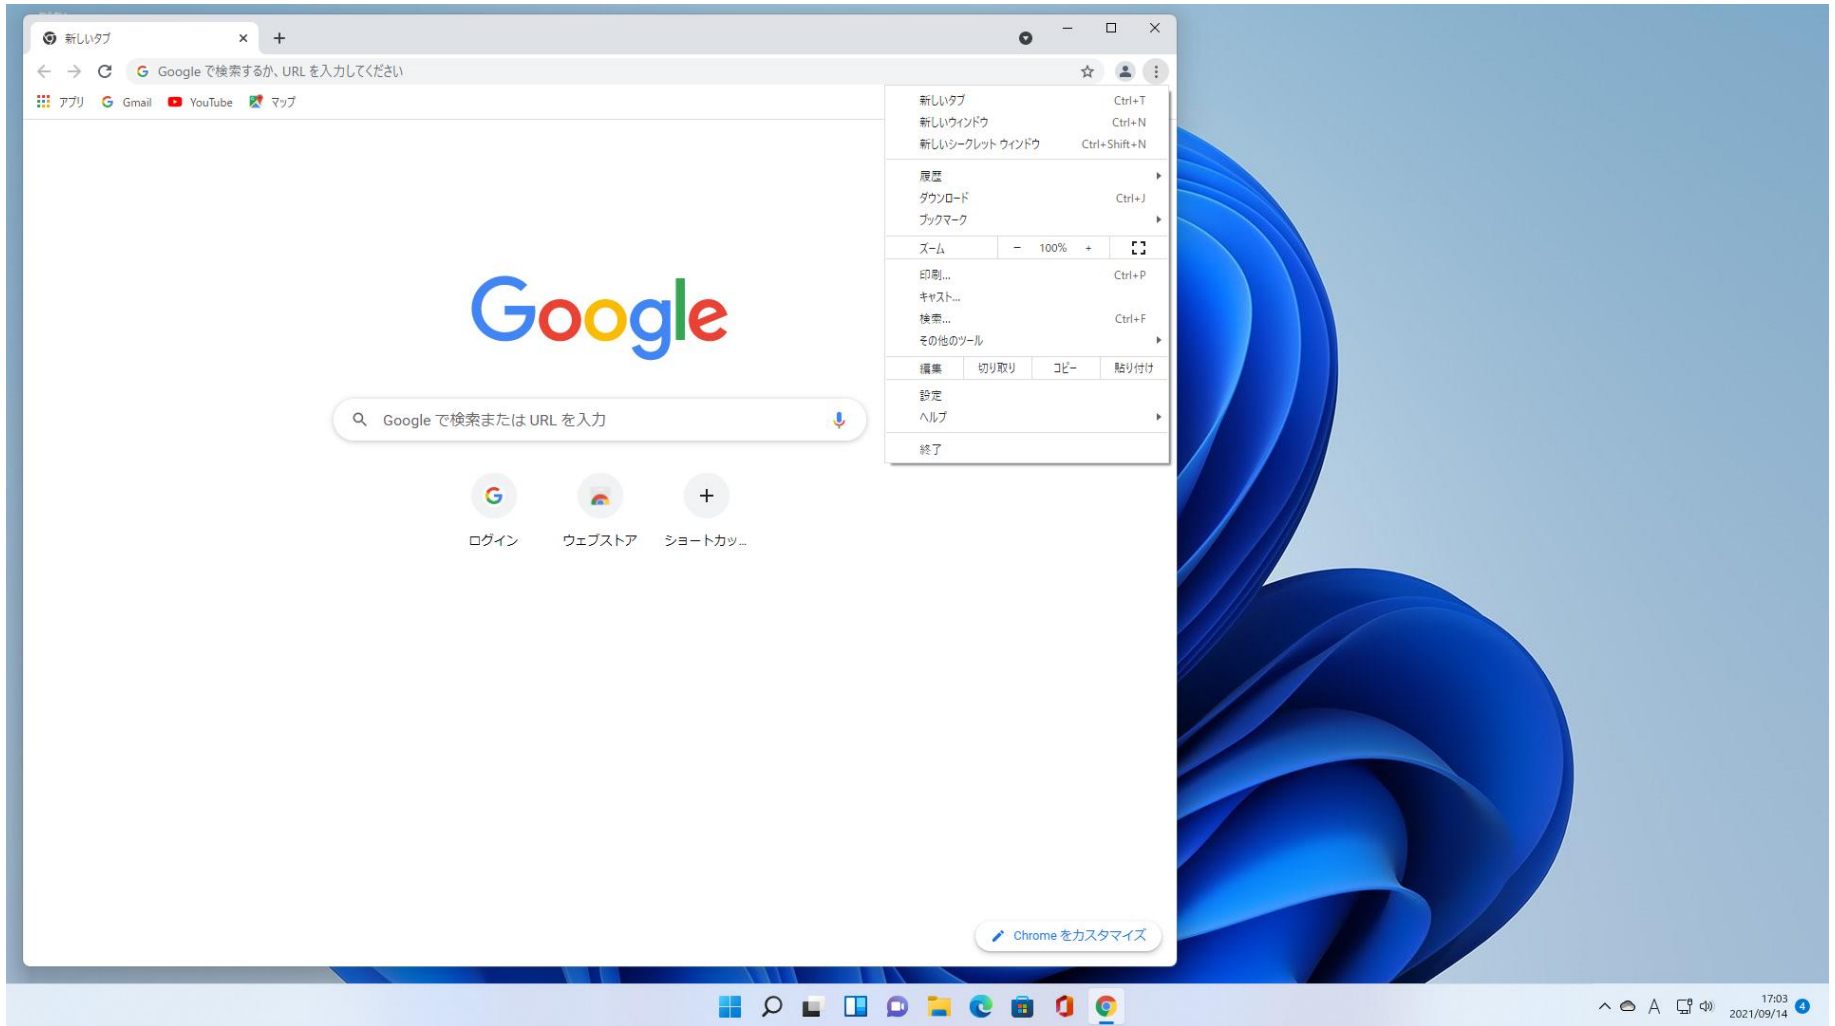 新しいタブ
Google で検索するか、URL を入力してください
アプリ Gmail YouTube マップ
新しいタブ Ctrl+T
新しいウィンドウ Ctrl+N
新しいシークレット ウィンドウ Ctrl+Shift+N
履歴
ダウンロード Ctrl+J
ブックマーク
ズーム － 100% ＋
印刷... Ctrl+P
キャスト...
検索... Ctrl+F
その他のツール
編集 切り取り コピー 貼り付け
設定
ヘルプ
終了
Google
Google で検索または URL を入力
ログイン ウェブストア ショートカッ...
Chrome をカスタマイズ
A 17:03
2021/09/14 4